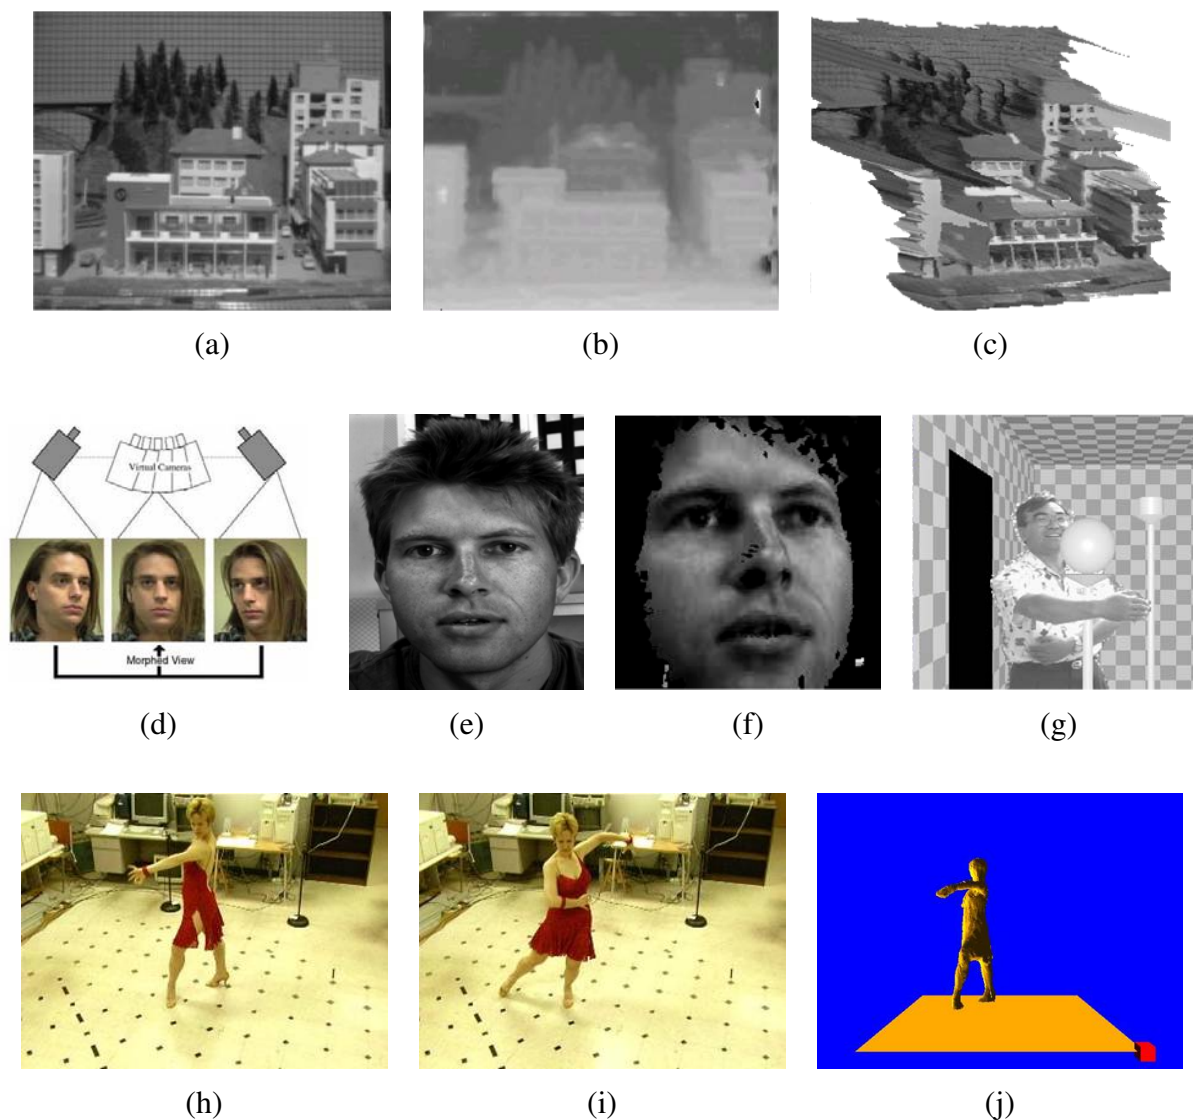 (a)
(b)
(c)
Virtual Cameras
Morphed View
(d)
(e)
(f)
(g)
(h)
(i)
(j)